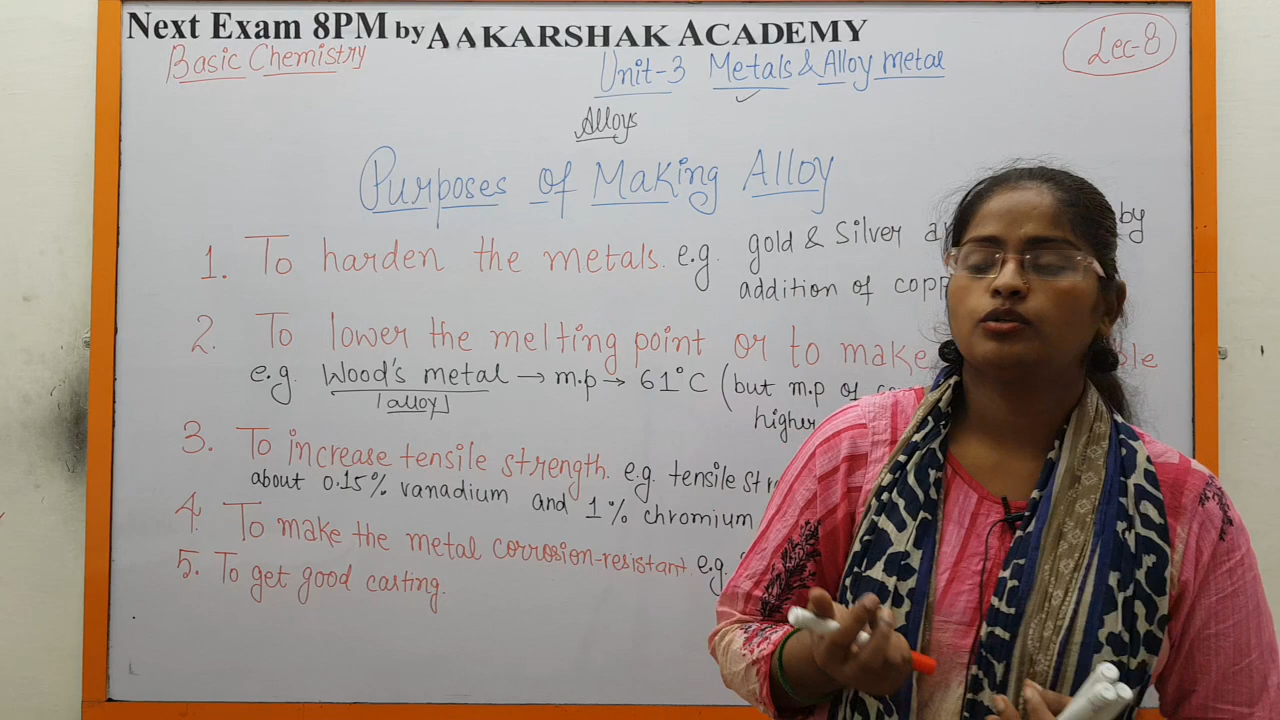 Next Exam 8PM by AAKARSHAK ACADEMY
Basic Chemistry
Unit-3 Metals & Alloy metal
Lec-8
Alloys
Purposes of Making Alloy
1. To harden the metals. e.g. gold & Silver by
addition of
2. To lower the melting point or to make
e.g. Wood's metal → m.p → 61°C (but m.p of
alloy
higher
3. To increase tensile strength. e.g. tensile
about 0.15% vanadium and 1% chromium
4. To make the metal corrosion-resistant. e.g.
5. To get good casting.